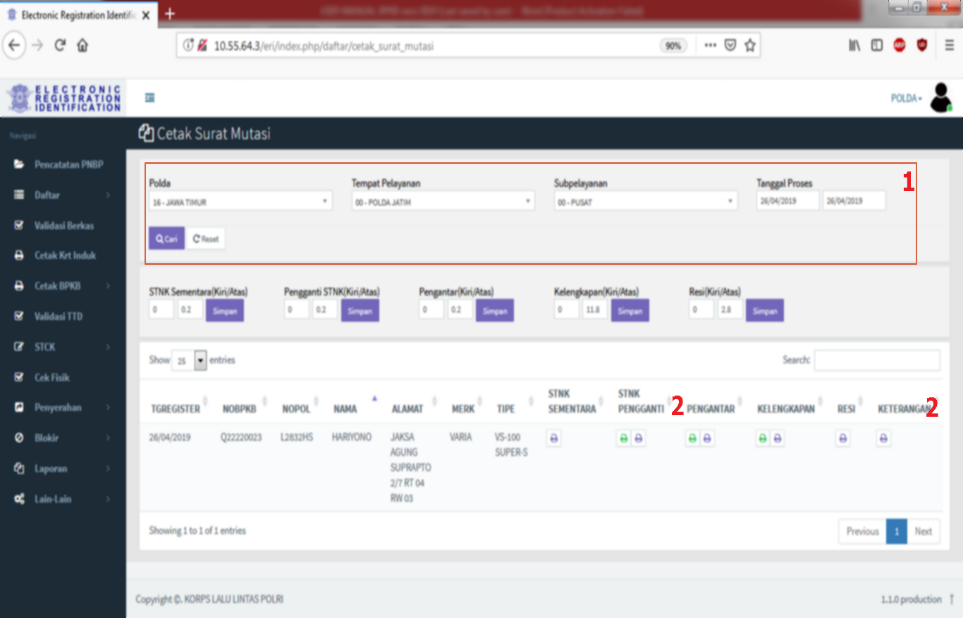 Electronic Registration Identific
10.55.64.3/eri/index.php/daftar/cetak_surat_mutasi
90%
ABP
ELECTRONIC
REGISTRATION
IDENTIFICATION
POLDA
Navigasi
Cetak Surat Mutasi
Pencatatan PNBP
Daftar
Validasi Berkas
Cetak Krt Induk
Cetak BPKB
Validasi TTD
STCK
Cek Fisik
Penyerahan
Blokir
Laporan
Lain-Lain
1
Polda
Tempat Pelayanan
Subpelayanan
Tanggal Proses
16 - JAWA TIMUR
00 - POLDA JATIM
00 - PUSAT
26/04/2019
26/04/2019
Cari
Reset
STNK Sementara(Kiri/Atas)
Pengganti STNK(Kiri/Atas)
Pengantar(Kiri/Atas)
Kelengkapan(Kiri/Atas)
Resi(Kiri/Atas)
0 0.2 Simpan
0 0.2 Simpan
0 0.2 Simpan
0 11.8 Simpan
0 2.8 Simpan
Show 25 entries
Search:
TGREGISTER NOBPKB NOPOL NAMA ALAMAT MERK TIPE STNK SEMENTARA STNK PENGGANTI 2 PENGANTAR KELENGKAPAN RESI KETERANGAN 2
26/04/2019 Q22220023 L2832HS HARIYONO JAKSA VARIA VS-100
AGUNG SUPER-S
SUPRAPTO
2/7 RT 04
RW 03
Showing 1 to 1 of 1 entries
Previous 1 Next
Copyright ©. KORPS LALU LINTAS POLRI
1.1.0 production